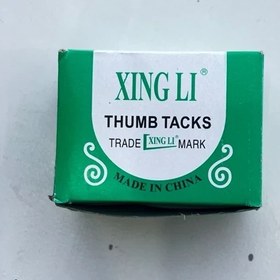 XING LI®
THUMB TACKS
TRADE XING LI MARK
MADE IN CHINA